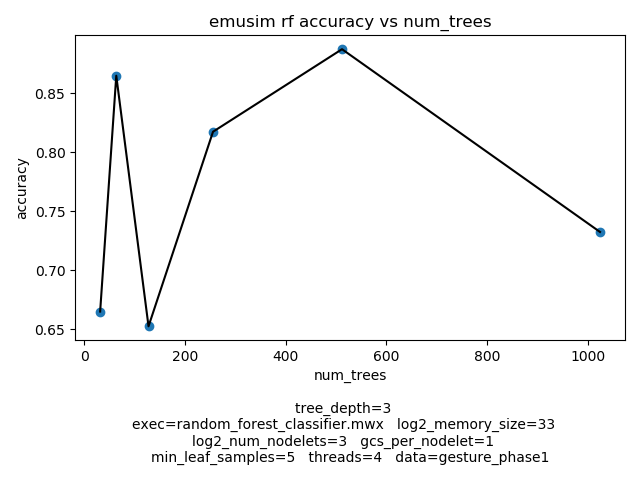 emusim rf accuracy vs num_trees
0.85
0.80
0.75
0.70
0.65
accuracy
0 200 400 600 800 1000
num_trees
tree_depth=3
exec=random_forest_classifier.mwx log2_memory_size=33
log2_num_nodelets=3 gcs_per_nodelet=1
min_leaf_samples=5 threads=4 data=gesture_phase1